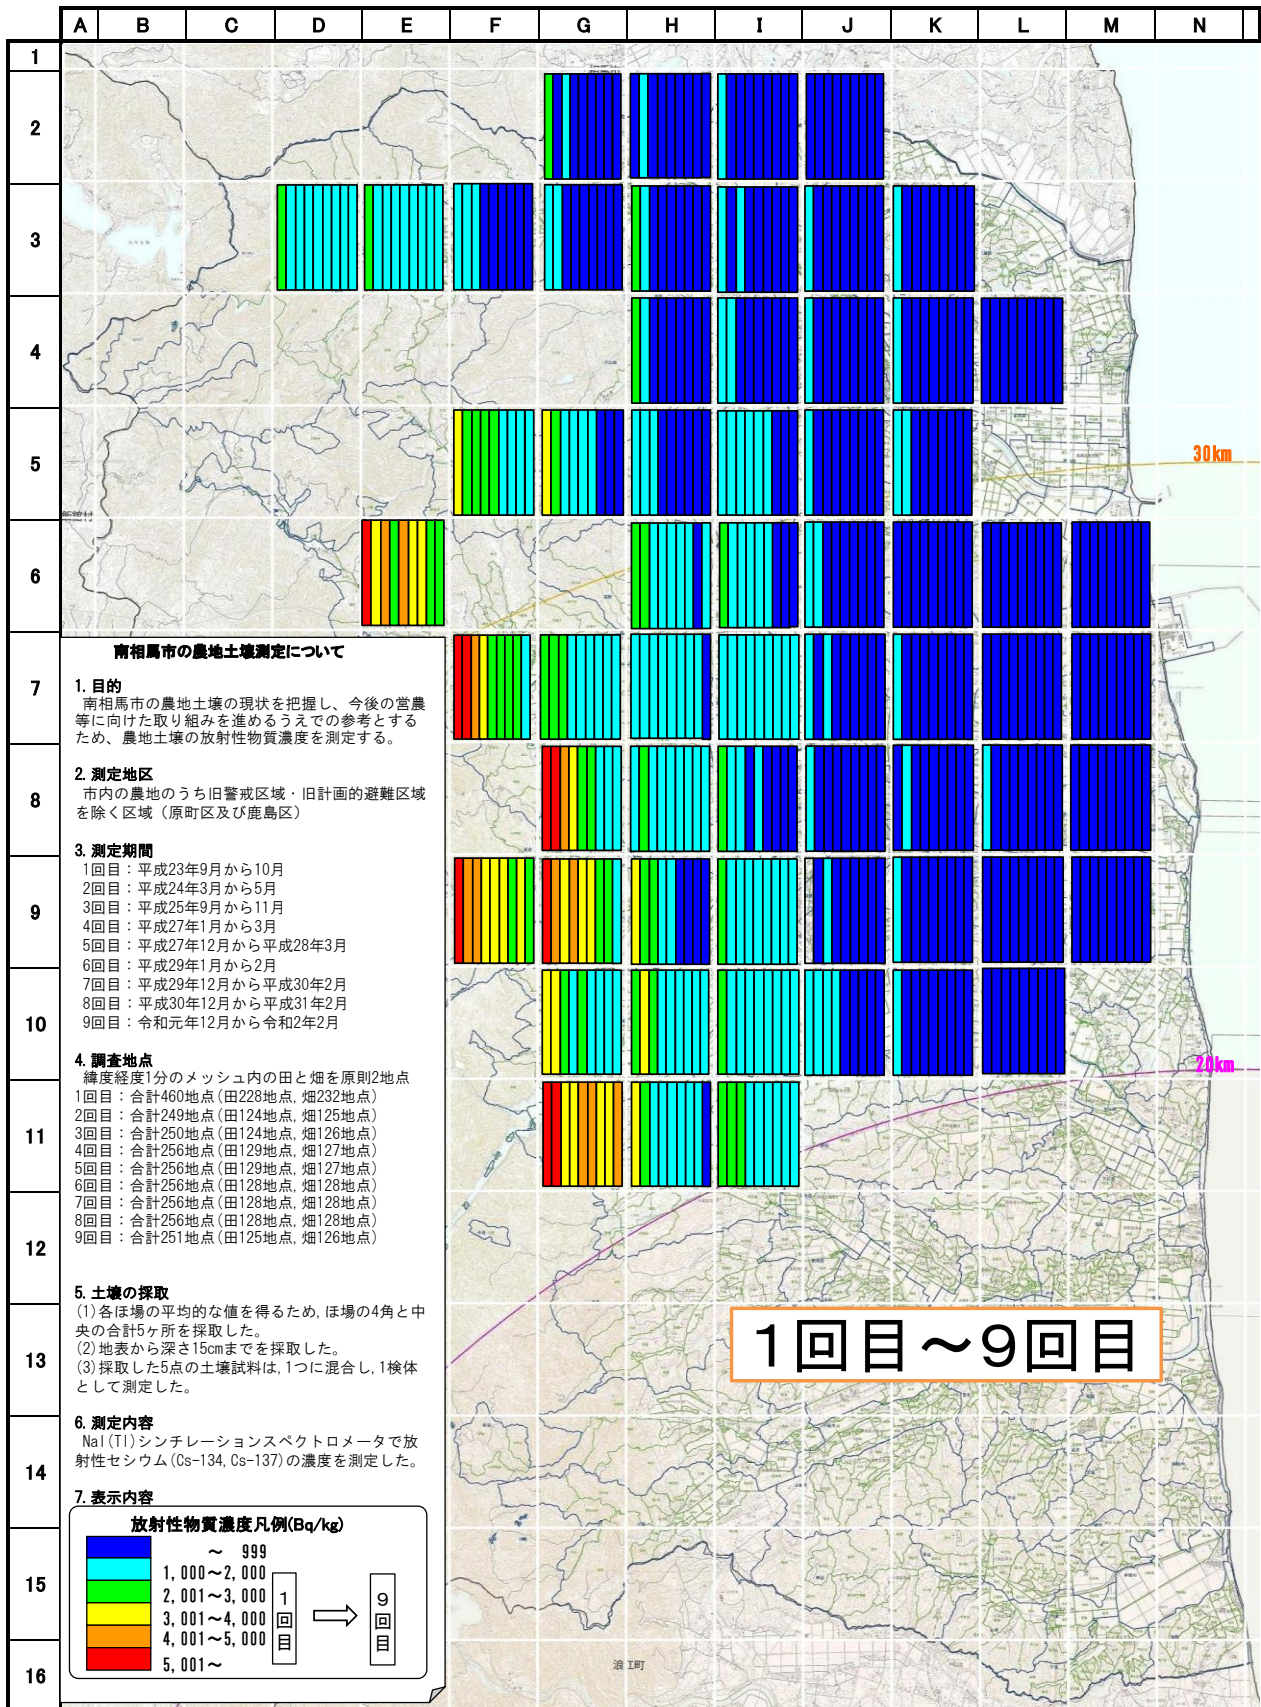 A B C D E F G H I J K L M N
1
2
3
4
5
6
7
8
9
10
11
12
13
14
15
16
30km
20km
南相馬市の農地土壌測定について
1. 目的
南相馬市の農地土壌の現状を把握し、今後の営農
等に向けた取り組みを進めるうえでの参考とする
ため、農地土壌の放射性物質濃度を測定する。
2. 測定地区
市内の農地のうち旧警戒区域・旧計画的避難区域
を除く区域（原町区及び鹿島区）
3. 測定期間
1回目：平成23年9月から10月
2回目：平成24年3月から5月
3回目：平成25年9月から11月
4回目：平成27年1月から3月
5回目：平成27年12月から平成28年3月
6回目：平成29年1月から2月
7回目：平成29年12月から平成30年2月
8回目：平成30年12月から平成31年2月
9回目：令和元年12月から令和2年2月
4. 調査地点
緯度経度1分のメッシュ内の田と畑を原則2地点
1回目：合計460地点(田228地点, 畑232地点)
2回目：合計249地点(田124地点, 畑125地点)
3回目：合計250地点(田124地点, 畑126地点)
4回目：合計256地点(田129地点, 畑127地点)
5回目：合計256地点(田129地点, 畑127地点)
6回目：合計256地点(田128地点, 畑128地点)
7回目：合計256地点(田128地点, 畑128地点)
8回目：合計256地点(田128地点, 畑128地点)
9回目：合計251地点(田125地点, 畑126地点)
5. 土壌の採取
(1)各ほ場の平均的な値を得るため, ほ場の4角と中
央の合計5ヶ所を採取した。
(2)地表から深さ15cmまでを採取した。
(3)採取した5点の土壌試料は, 1つに混合し, 1検体
として測定した。
6. 測定内容
NaI(Tl)シンチレーションスペクトロメータで放
射性セシウム(Cs-134, Cs-137)の濃度を測定した。
7. 表示内容
放射性物質濃度凡例(Bq/kg)
～ 999
1,000～2,000
2,001～3,000
3,001～4,000
4,001～5,000
5,001～
1回目
9回目
1回目～9回目
浪江町